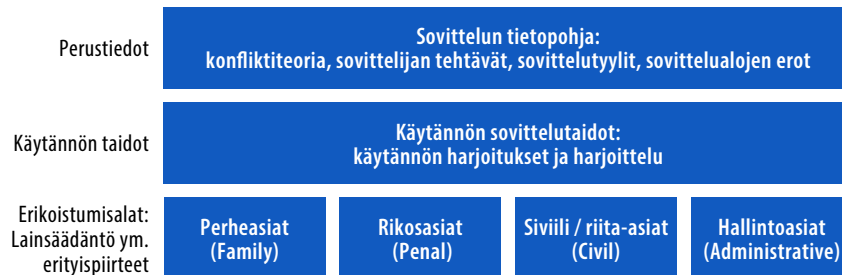 Perustiedot
Sovittelun tietopohja:
konfliktiteoria, sovittelijan tehtävät, sovittelutyylit, sovittelualojen erot
Käytännön taidot
Käytännön sovittelutaidot:
käytännön harjoitukset ja harjoittelu
Erikoistumisalat:
Lainsäädäntö ym.
erityispiirteet
Perheasiat
(Family)
Rikosasiat
(Penal)
Siviili / riita-asiat
(Civil)
Hallintoasiat
(Administrative)